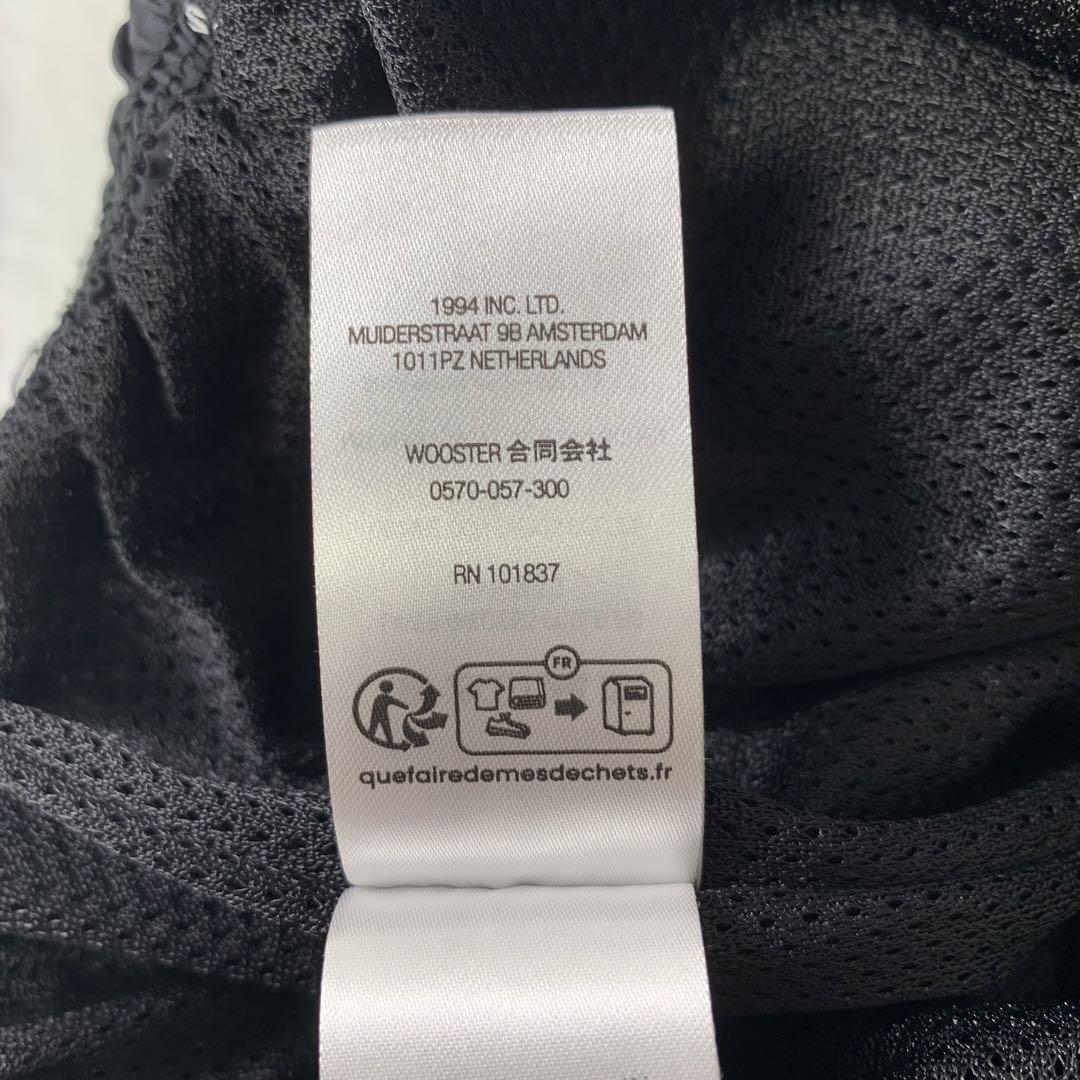 1994 INC. LTD.
MUIDERSTRAAT 9B AMSTERDAM
1011PZ NETHERLANDS
WOOSTER 合同会社
0570-057-300
RN 101837
FR
quefairedemesdechets.fr